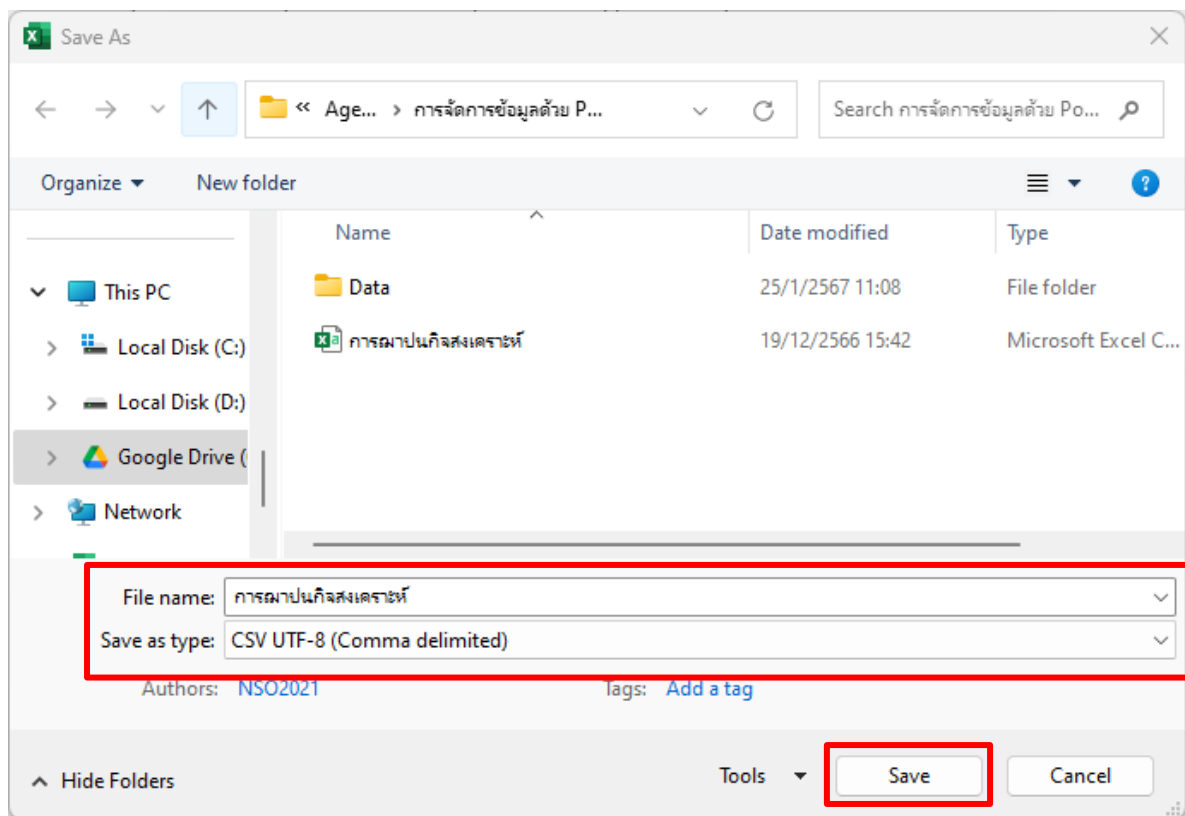 Save As
« Age... › การจัดการข้อมูลด้วย P...
Search การจัดการข้อมูลด้วย Po...
Organize
New folder
Name
Date modified
Type
This PC
Data
25/1/2567 11:08
File folder
Local Disk (C:)
การฌาปนกิจสงเคราะห์
19/12/2566 15:42
Microsoft Excel C...
Local Disk (D:)
Google Drive (
Network
File name: การฌาปนกิจสงเคราะห์
Save as type: CSV UTF-8 (Comma delimited)
Authors: NSO2021
Tags: Add a tag
Hide Folders
Tools
Save
Cancel